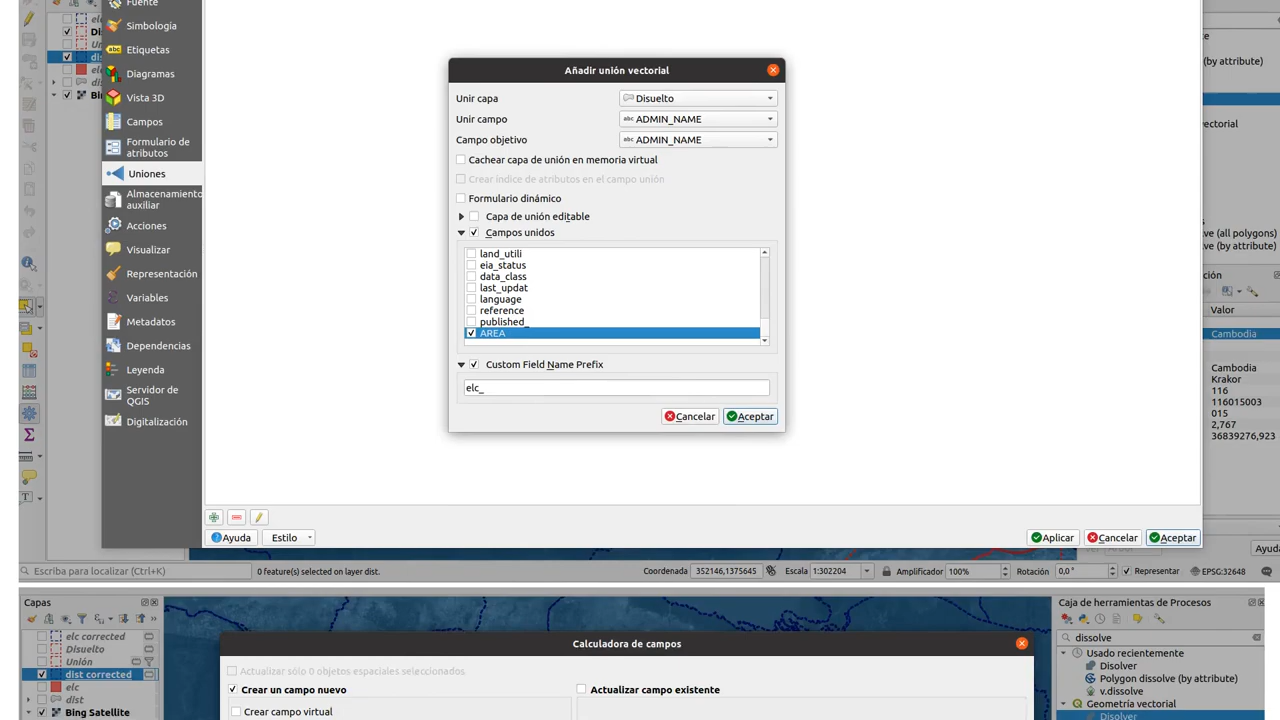 Fuente
Simbología
Etiquetas
Diagramas
Vista 3D
Campos
Formulario de
atributos
Uniones
Almacenamiento
auxiliar
Acciones
Visualizar
Representación
Variables
Metadatos
Dependencias
Leyenda
Servidor de
QGIS
Digitalización
Añadir unión vectorial
Unir capa
abc
Disuelto
Unir campo
abc ADMIN_NAME
Campo objetivo
abc ADMIN_NAME
Cachear capa de unión en memoria virtual
Crear índice de atributos en el campo unión
Formulario dinámico
Capa de unión editable
Campos unidos
land_utili
eia_status
data_class
last_updat
language
reference
published_
AREA
Custom Field Name Prefix
elc_
Cancelar
Aceptar
(by attribute)
vectorial
(all polygons)
(by attribute)
Valor
Cambodia
Cambodia
Krakor
116
116015003
015
2,767
36839276,923
Ayuda
Estilo
Aplicar
Cancelar
Aceptar
Escriba para localizar (Ctrl+K)
0 feature(s) selected on layer dist.
Coordenada
352146,1375645
Escala
1:302204
Amplificador
100%
Rotación
0,0°
Representar
EPSG:32648
Capas
elc corrected
Disuelto
Unión
dist corrected
elc
dist
Bing Satellite
Calculadora de campos
Actualizar sólo 0 objetos espaciales seleccionados
Crear un campo nuevo
Actualizar campo existente
Crear campo virtual
Caja de herramientas de Procesos
dissolve
Usado recientemente
Disolver
Polygon dissolve (by attribute)
v.dissolve
Geometría vectorial
Disolver